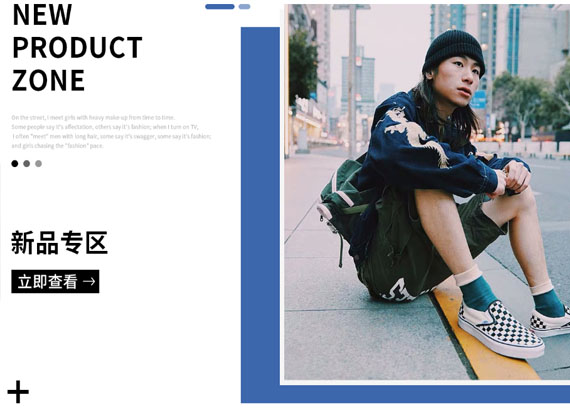 NEW
PRODUCT
ZONE
On the street, I meet girls with heavy make-up from time to time.
Some people say it's affectation, others say it's fashion; when I turn on TV,
I often "meet" men with long hair, some say it's swagger, some say it's fashion;
and girls chasing the "fashion" pace.
新品专区
立即查看 →